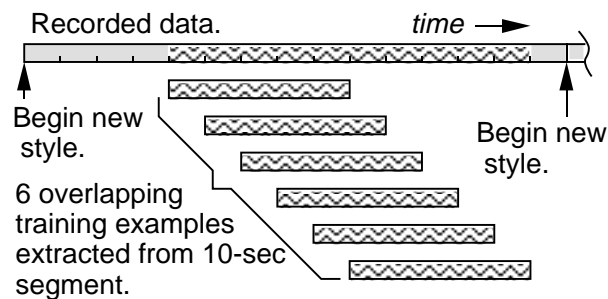 Recorded data.
time
Begin new
style.
Begin new
style.
6 overlapping
training examples
extracted from 10-sec
segment.